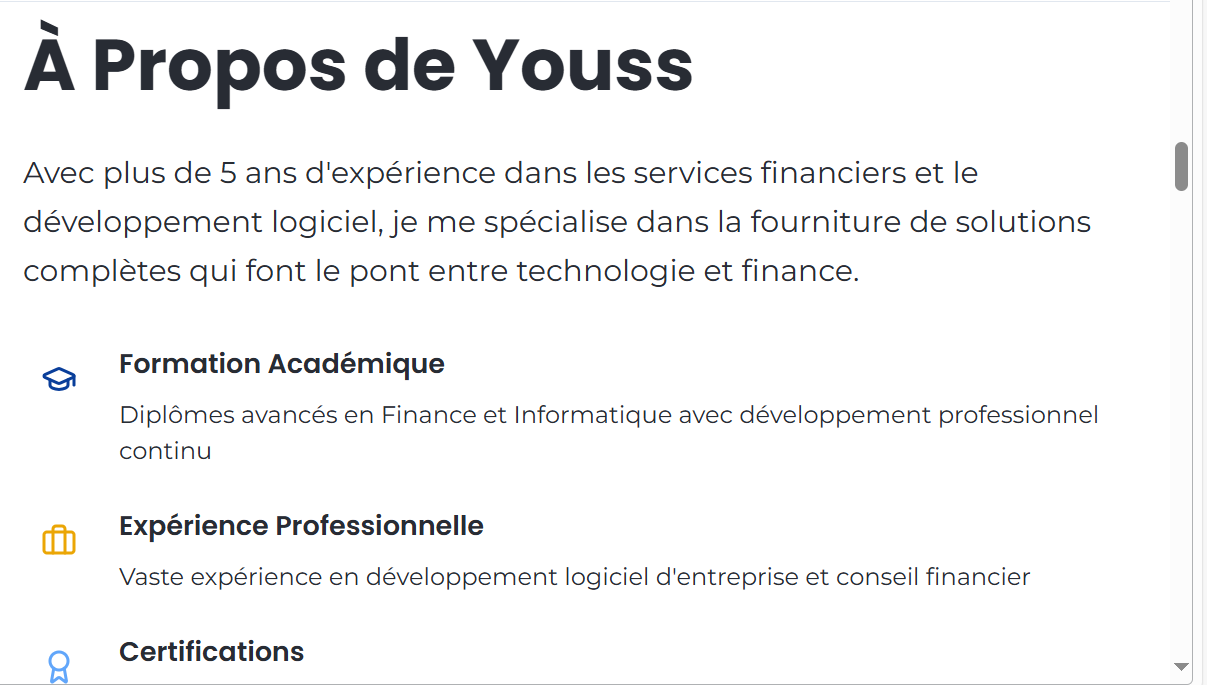 À Propos de Youss
Avec plus de 5 ans d'expérience dans les services financiers et le
développement logiciel, je me spécialise dans la fourniture de solutions
complètes qui font le pont entre technologie et finance.
Formation Académique
Diplômes avancés en Finance et Informatique avec développement professionnel
continu
Expérience Professionnelle
Vaste expérience en développement logiciel d'entreprise et conseil financier
Certifications